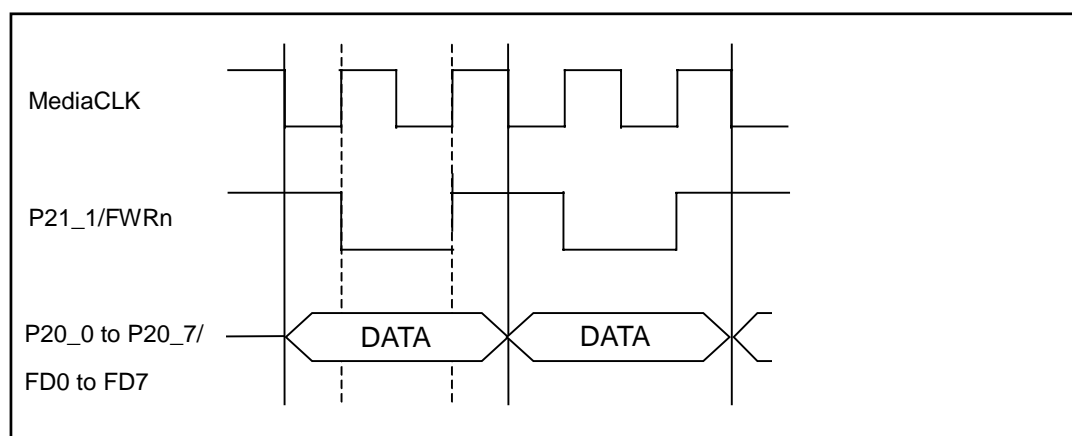 MediaCLK
P21_1/FWRn
P20_0 to P20_7/
FD0 to FD7
DATA
DATA